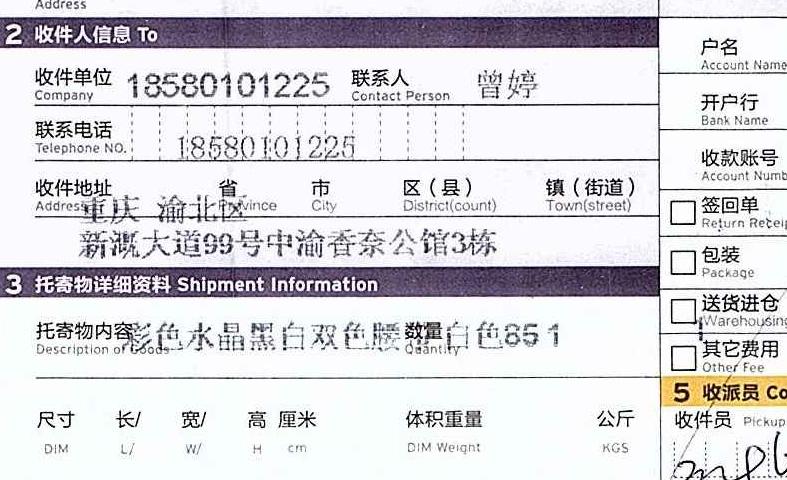 Address
2 收件人信息 To
收件单位 18580101225 联系人 曾婷
Company Contact Person
联系电话
Telephone NO. 18580101225
收件地址 省 市 区（县） 镇（街道）
Address Province City District(count) Town(street)
重庆 渝北区
新溉大道99号中渝香奈公馆3栋
3 托寄物详细资料 Shipment Information
托寄物内容 彩色水晶黑白双色腰 数量 白色85 1
Description of Goods Quantity
尺寸 长/ 宽/ 高 厘米 体积重量 公斤
DIM L/ W/ H cm DIM Weight KGS
户名
Account Name
开户行
Bank Name
收款账号
Account Numb
签回单
Return Receip
包装
Package
送货进仓
Warehousing
其它费用
Other Fee
5 收派员 Co
收件员 Pickup